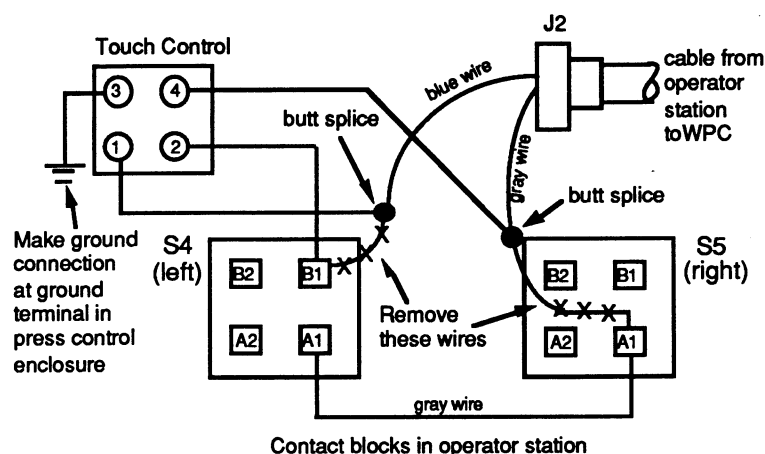 Touch Control
J2
3
4
1
2
blue wire
gray wire
cable from
operator
station
toWPC
butt splice
butt splice
Make ground
connection
at ground
terminal in
press control
enclosure
S4
(left)
B2
B1
A2
A1
Remove
these wires
S5
(right)
B2
B1
A2
A1
gray wire
Contact blocks in operator station